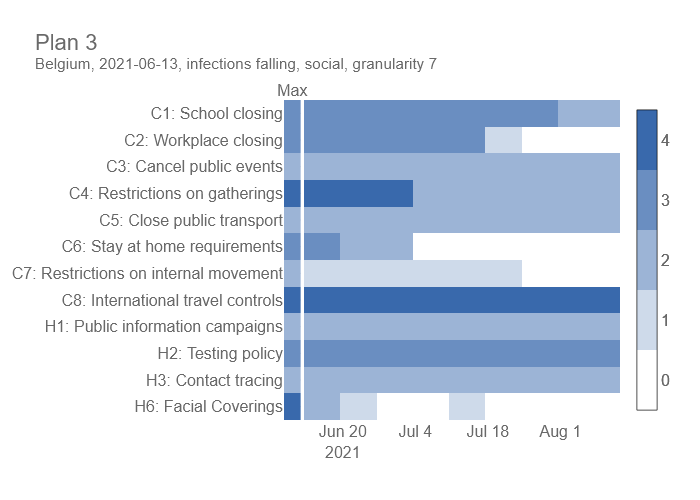 Plan 3
Belgium, 2021-06-13, infections falling, social, granularity 7
Max
C1: School closing
C2: Workplace closing
C3: Cancel public events
C4: Restrictions on gatherings
C5: Close public transport
C6: Stay at home requirements
C7: Restrictions on internal movement
C8: International travel controls
H1: Public information campaigns
H2: Testing policy
H3: Contact tracing
H6: Facial Coverings
Jun 20 Jul 4 Jul 18 Aug 1
2021
4
3
2
1
0